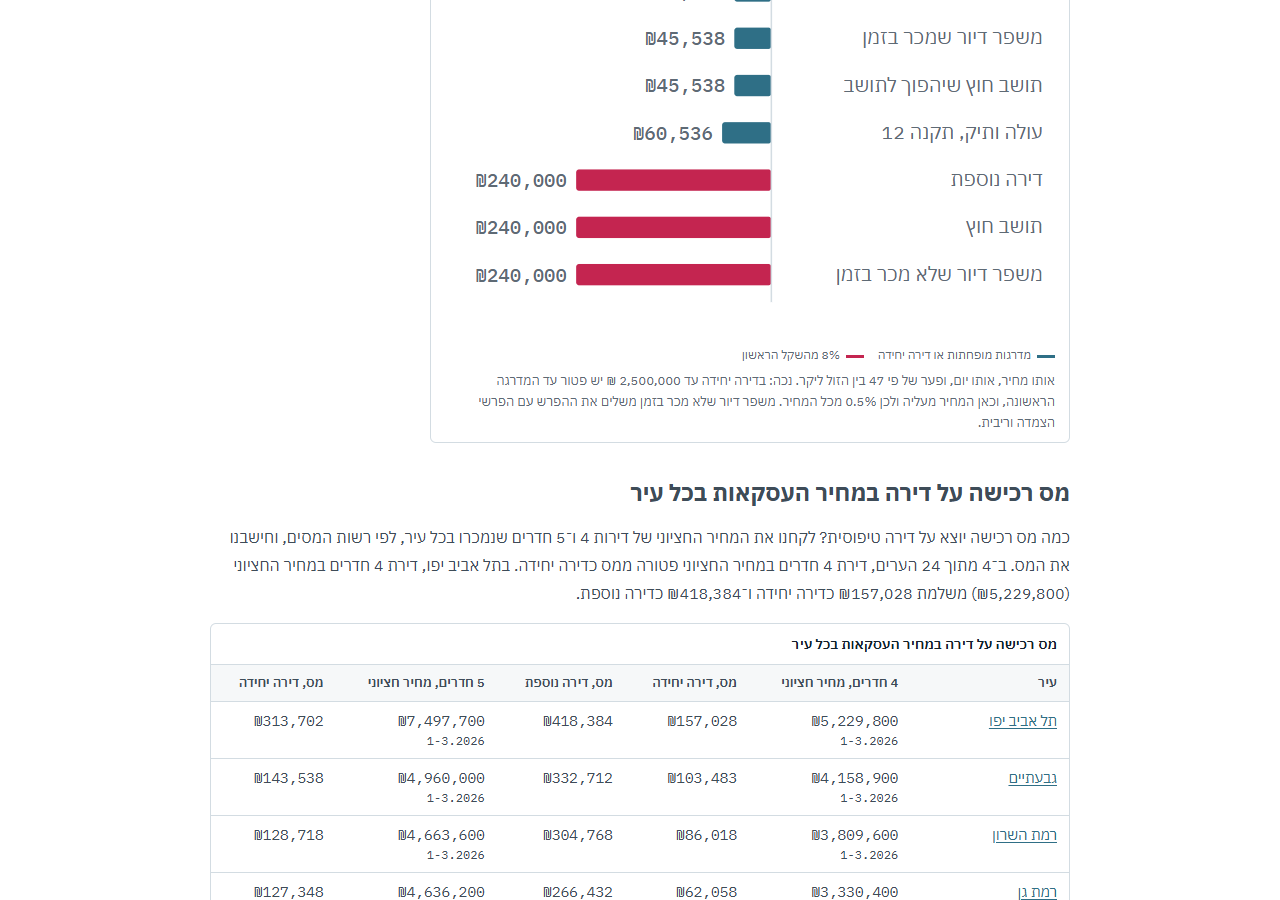 משפר דיור שמכר בזמן ₪45,538
תושב חוץ שיהפוך לתושב ₪45,538
עולה ותיק, תקנה 12 ₪60,536
דירה נוספת ₪240,000
תושב חוץ ₪240,000
משפר דיור שלא מכר בזמן ₪240,000
מדרגות מופחתות או דירה יחידה 8% מהשקל הראשון
אותו מחיר, אותו יום, ופער של פי 47 בין הזול ליקר. נכה: בדירה יחידה עד 2,500,000 ₪ יש פטור עד המדרגה
הראשונה, וכאן המחיר מעליה ולכן 0.5% מכל המחיר. משפר דיור שלא מכר בזמן משלים את ההפרש עם הפרשי
הצמדה וריבית.
מס רכישה על דירה במחיר העסקאות בכל עיר
כמה מס רכישה יוצא על דירה טיפוסית? לקחנו את המחיר החציוני של דירות 4 ו־5 חדרים שנמכרו בכל עיר, לפי רשות המסים, וחישבנו
את המס. ב־4 מתוך 24 הערים, דירת 4 חדרים במחיר החציוני פטורה ממס כדירה יחידה. בתל אביב יפו, דירת 4 חדרים במחיר החציוני
(₪5,229,800) משלמת ₪157,028 כדירה יחידה ו־₪418,384 כדירה נוספת.
מס רכישה על דירה במחיר העסקאות בכל עיר
עיר 4 חדרים, מחיר חציוני מס, דירה יחידה מס, דירה נוספת 5 חדרים, מחיר חציוני מס, דירה יחידה
תל אביב יפו ₪5,229,800 ₪157,028 ₪418,384 ₪7,497,700 ₪313,702
1-3.2026 1-3.2026
גבעתיים ₪4,158,900 ₪103,483 ₪332,712 ₪4,960,000 ₪143,538
1-3.2026 1-3.2026
רמת השרון ₪3,809,600 ₪86,018 ₪304,768 ₪4,663,600 ₪128,718
1-3.2026 1-3.2026
רמת גן ₪3,330,400 ₪62,058 ₪266,432 ₪4,636,200 ₪127,348